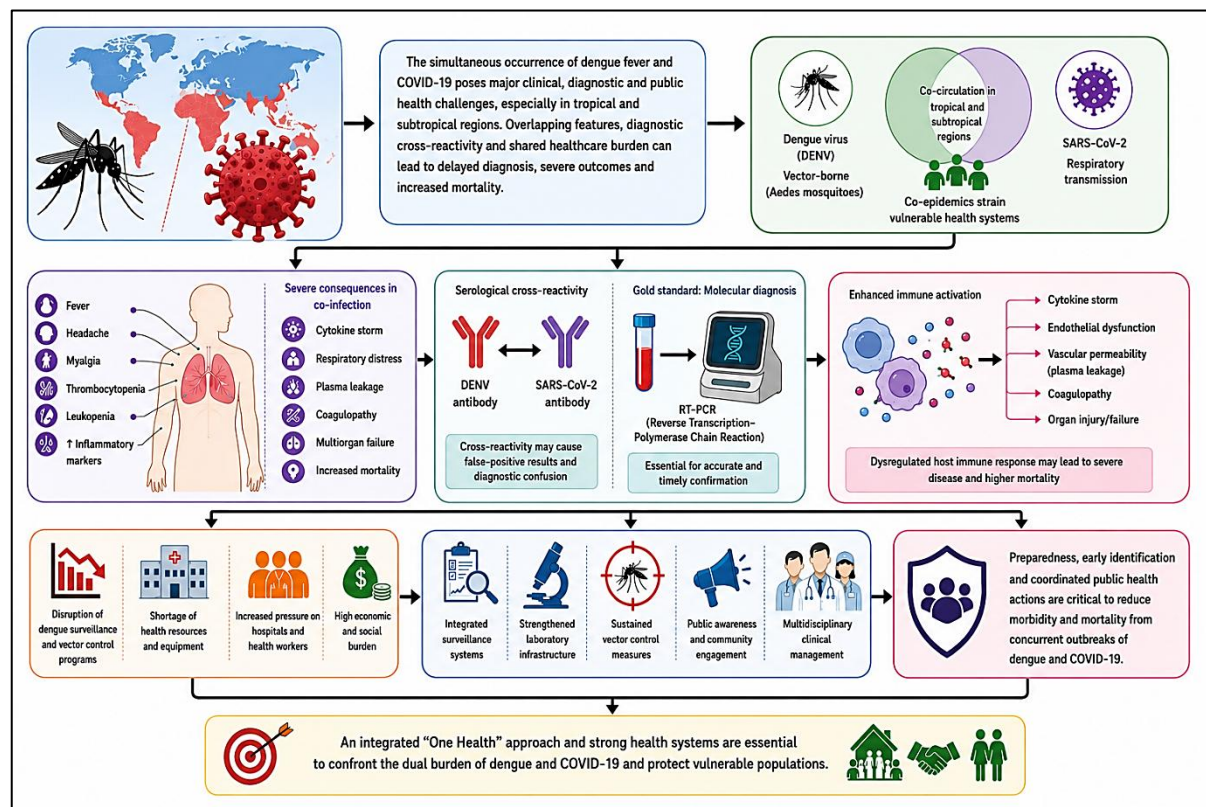 The simultaneous occurrence of dengue fever and
COVID-19 poses major clinical, diagnostic and public
health challenges, especially in tropical and
subtropical regions. Overlapping features, diagnostic
cross-reactivity and shared healthcare burden can
lead to delayed diagnosis, severe outcomes and
increased mortality.
Dengue virus
(DENV)
Vector-borne
(Aedes mosquitoes)
Co-circulation in
tropical and
subtropical
regions
Co-epidemics strain
vulnerable health systems
SARS-CoV-2
Respiratory
transmission
Fever
Headache
Myalgia
Thrombocytopenia
Leukopenia
↑ Inflammatory
markers
Severe consequences in
co-infection
Cytokine storm
Respiratory distress
Plasma leakage
Coagulopathy
Multiorgan failure
Increased mortality
Serological cross-reactivity
DENV
antibody
SARS-CoV-2
antibody
Cross-reactivity may cause
false-positive results and
diagnostic confusion
Gold standard: Molecular diagnosis
RT-PCR
(Reverse Transcription–
Polymerase Chain Reaction)
Essential for accurate and
timely confirmation
Enhanced immune activation
Cytokine storm
Endothelial dysfunction
Vascular permeability
(plasma leakage)
Coagulopathy
Organ injury/failure
Dysregulated host immune response may lead to severe
disease and higher mortality
Disruption of
dengue surveillance
and vector control
programs
Shortage of
health resources
and equipment
Increased pressure on
hospitals and
health workers
$
High economic
and social
burden
Integrated
surveillance
systems
Strengthened
laboratory
infrastructure
Sustained
vector control
measures
Public awareness
and community
engagement
Multidisciplinary
clinical
management
Preparedness, early identification
and coordinated public health
actions are critical to reduce
morbidity and mortality from
concurrent outbreaks of
dengue and COVID-19.
An integrated “One Health” approach and strong health systems are essential
to confront the dual burden of dengue and COVID-19 and protect vulnerable populations.